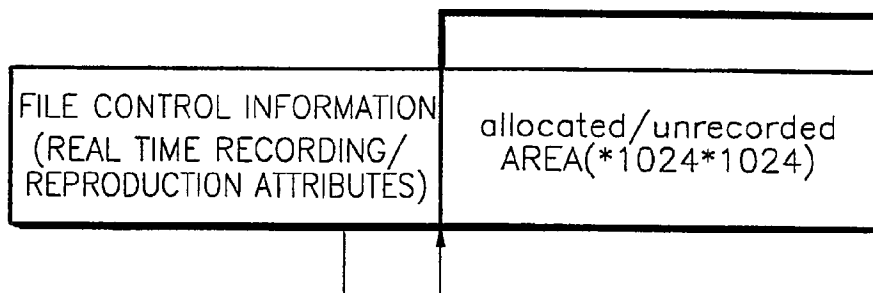 FILE CONTROL INFORMATION
(REAL TIME RECORDING/
REPRODUCTION ATTRIBUTES)
allocated/unrecorded
AREA(*1024*1024)